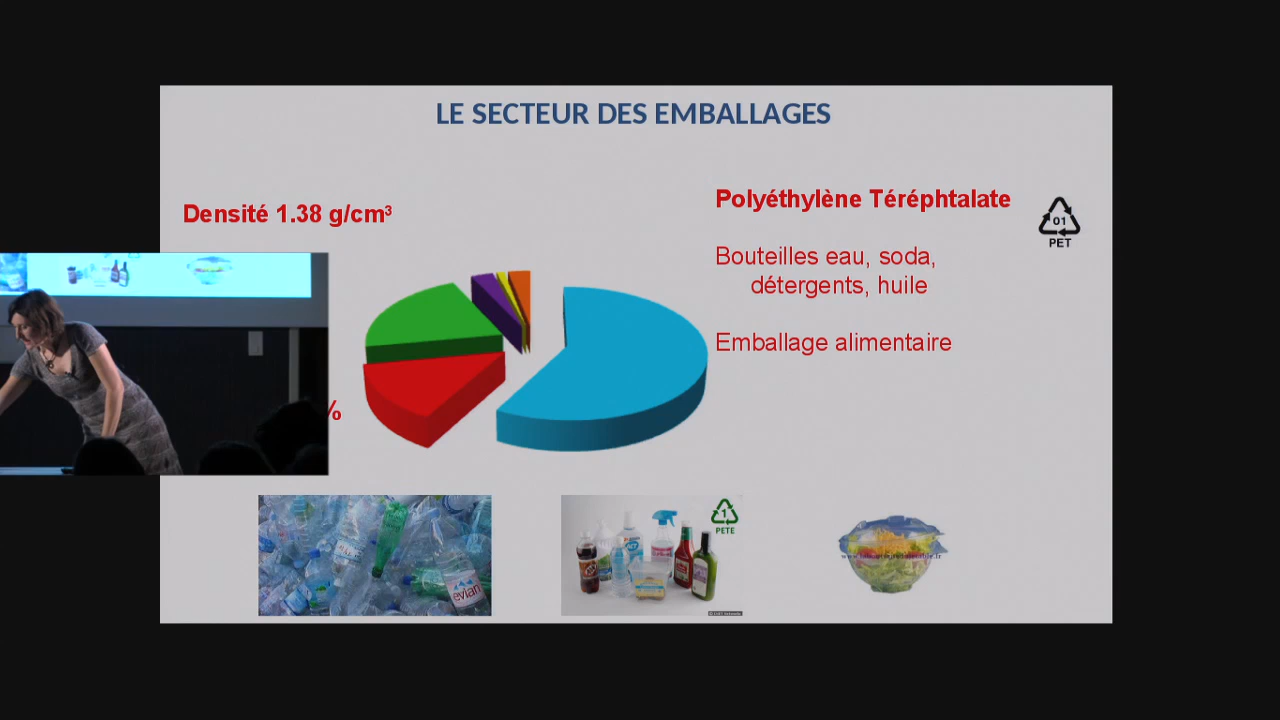 LE SECTEUR DES EMBALLAGES
Densité 1.38 g/cm³
Polyéthylène Téréphtalate
01
PET
Bouteilles eau, soda,
détergents, huile
Emballage alimentaire
%
1
PETE
evian